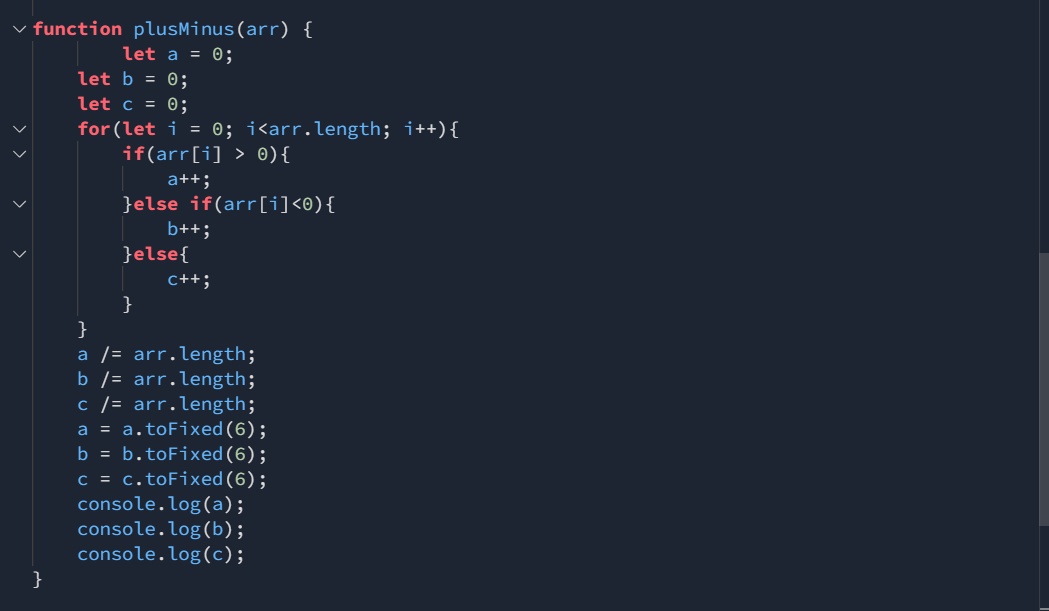 function plusMinus(arr) {
        let a = 0;
    let b = 0;
    let c = 0;
    for(let i = 0; i<arr.length; i++){
        if(arr[i] > 0){
            a++;
        }else if(arr[i]<0){
            b++;
        }else{
            c++;
        }
    }
    a /= arr.length;
    b /= arr.length;
    c /= arr.length;
    a = a.toFixed(6);
    b = b.toFixed(6);
    c = c.toFixed(6);
    console.log(a);
    console.log(b);
    console.log(c);
}